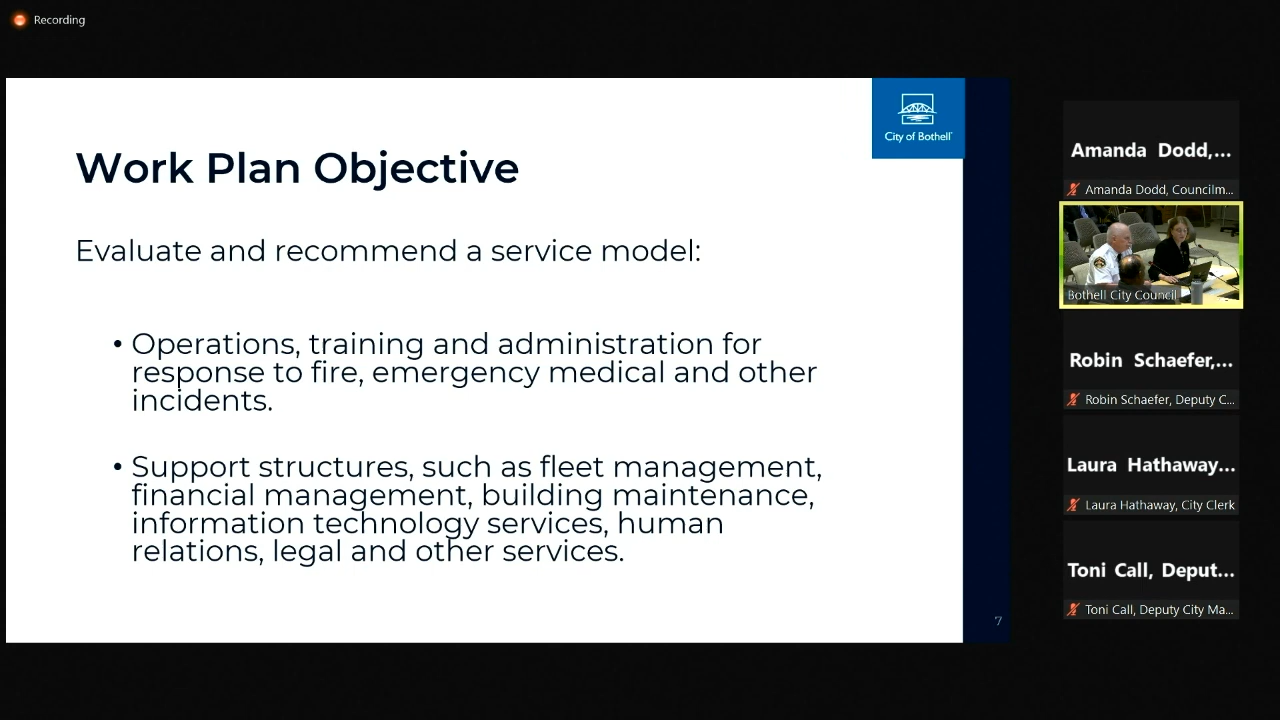 Recording
City of Bothell
Work Plan Objective
Evaluate and recommend a service model:
• Operations, training and administration for
response to fire, emergency medical and other
incidents.
• Support structures, such as fleet management,
financial management, building maintenance,
information technology services, human
relations, legal and other services.
7
Amanda Dodd,...
Amanda Dodd, Councilm...
Bothell City Council
Robin Schaefer,...
Robin Schaefer, Deputy C...
Laura Hathaway...
Laura Hathaway, City Clerk
Toni Call, Deput...
Toni Call, Deputy City Ma...